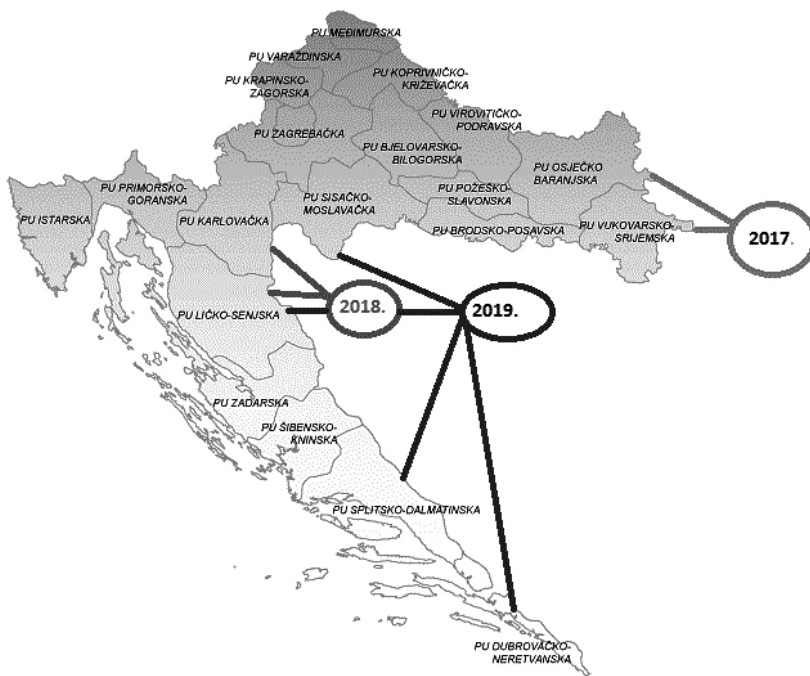 PU MEĐIMURSKA
PU VARAŽDINSKA
PU KRAPINSKO-
ZAGORSKA
PU KOPRIVNIČKO-
KRIŽEVAČKA
PU VIROVITIČKO-
PODRAVSKA
PU ZAGREBAČKA
PU BJELOVARSKO-
BILOGORSKA
PU OSJEČKO
BARANJSKA
PU PRIMORSKO-
GORANSKA
PU ISTARSKA
PU KARLOVAČKA
PU SISAČKO-
MOSLAVAČKA
PU POŽEŠKO-
SLAVONSKA
PU BRODSKO-POSAVSKA
PU VUKOVARSKO-
SRIJEMSKA
2017.
2018.
2019.
PU LIČKO-SENJSKA
PU ZADARSKA
PU ŠIBENSKO-
KNINSKA
PU SPLITSKO-DALMATINSKA
PU DUBROVAČKO-
NERETVANSKA